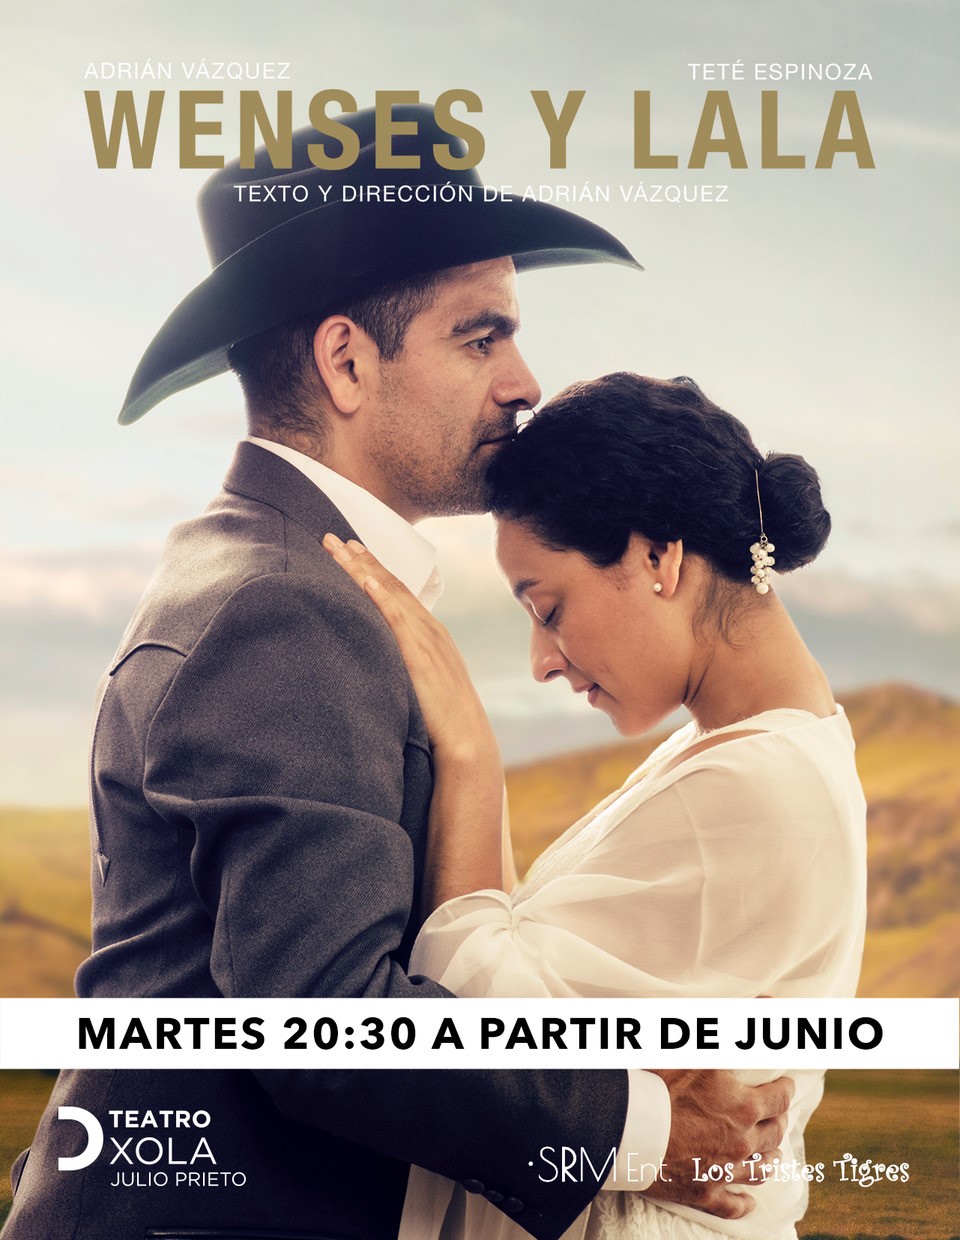 ADRIÁN VÁZQUEZ
TETÉ ESPINOZA
WENSES Y LALA
TEXTO Y DIRECCIÓN DE ADRIÁN VÁZQUEZ
MARTES 20:30 A PARTIR DE JUNIO
TEATRO
XOLA
JULIO PRIETO
·SRM Ent.
Los Tristes Tigres